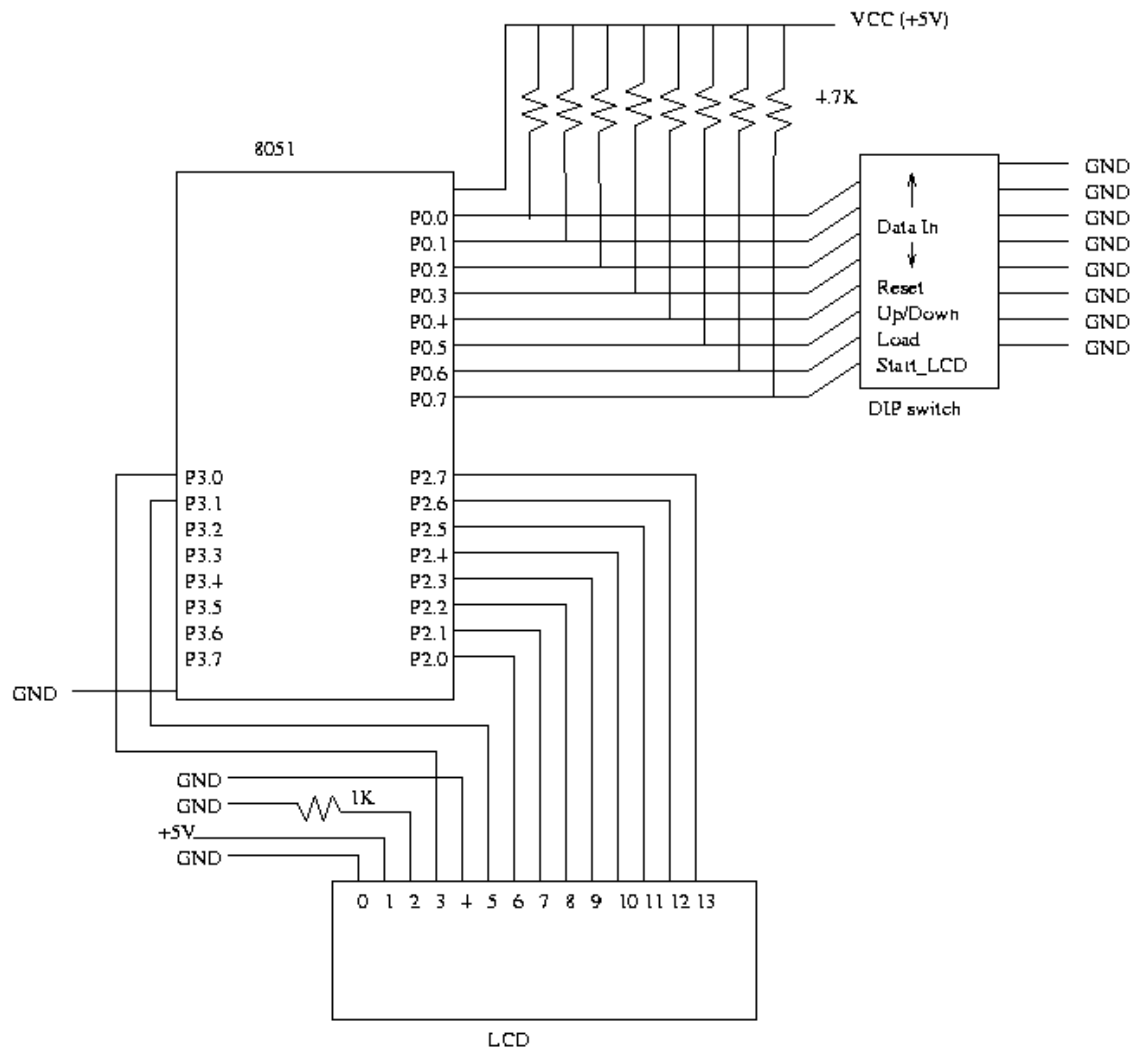 VCC (+5V)
4.7K
8051
P0.0
P0.1
P0.2
P0.3
P0.4
P0.5
P0.6
P0.7
Data In
Reset
Up/Down
Load
Start_LCD
DIP switch
GND
GND
GND
GND
GND
GND
GND
GND
P3.0
P3.1
P3.2
P3.3
P3.4
P3.5
P3.6
P3.7
P2.7
P2.6
P2.5
P2.4
P2.3
P2.2
P2.1
P2.0
GND
GND
GND
1K
+5V
GND
0 1 2 3 4 5 6 7 8 9 10 11 12 13
LCD